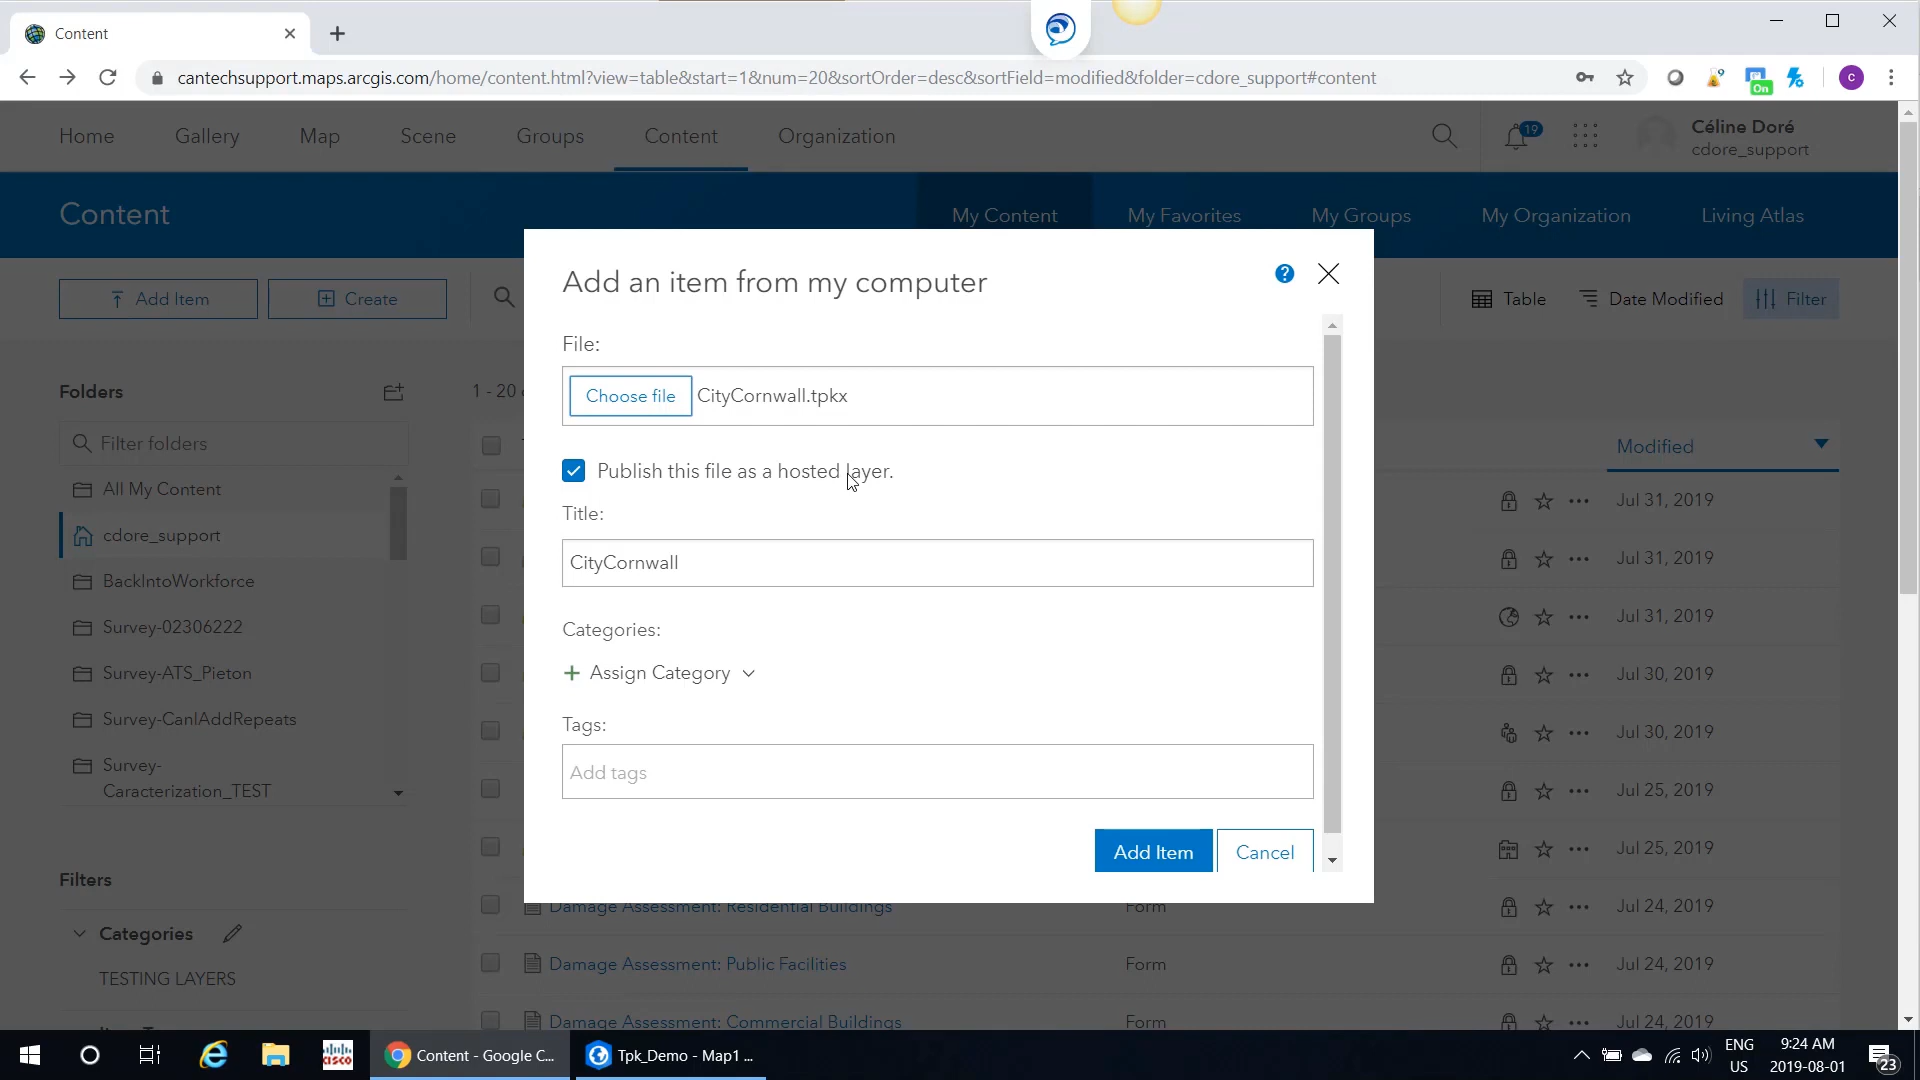 Content
cantechsupport.maps.arcgis.com/home/content.html?view=table&start=1&num=20&sortOrder=desc&sortField=modified&folder=cdore_support#content
On
c
Home Gallery Map Scene Groups Content Organization
19
Céline Doré
cdore_support
Content
My Content My Favorites My Groups My Organization Living Atlas
Add Item Create
Table Date Modified Filter
Add an item from my computer
File:
Choose file CityCornwall.tpkx
Publish this file as a hosted layer.
Title:
CityCornwall
Categories:
Assign Category
Tags:
Add tags
Add Item Cancel
Folders
Filter folders
All My Content
cdore_support
BackIntoWorkforce
Survey-02306222
Survey-ATS_Pieton
Survey-CanIAddRepeats
Survey-
Caracterization_TEST
Filters
Categories
TESTING LAYERS
1 - 20
Modified
Jul 31, 2019
Jul 31, 2019
Jul 31, 2019
Jul 30, 2019
Jul 30, 2019
Jul 25, 2019
Jul 25, 2019
Damage Assessment: Residential Buildings Form Jul 24, 2019
Damage Assessment: Public Facilities Form Jul 24, 2019
Damage Assessment: Commercial Buildings Form Jul 24, 2019
CISCO
Content - Google C...
Tpk_Demo - Map1 ...
ENG
US
9:24 AM
2019-08-01
23